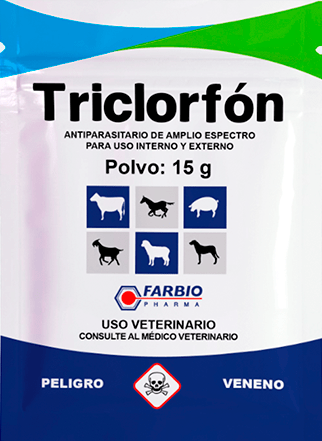 Triclorfón
ANTIPARASITARIO DE AMPLIO ESPECTRO
PARA USO INTERNO Y EXTERNO
Polvo: 15 g
FARBIO
PHARMA
USO VETERINARIO
CONSULTE AL MÉDICO VETERINARIO
PELIGRO
VENENO